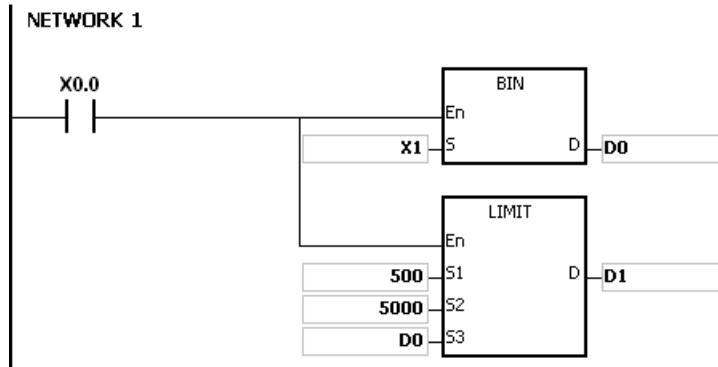 NETWORK 1
X0.0
BIN
En
X1 S D D0
LIMIT
En
500 S1 D D1
5000 S2
D0 S3